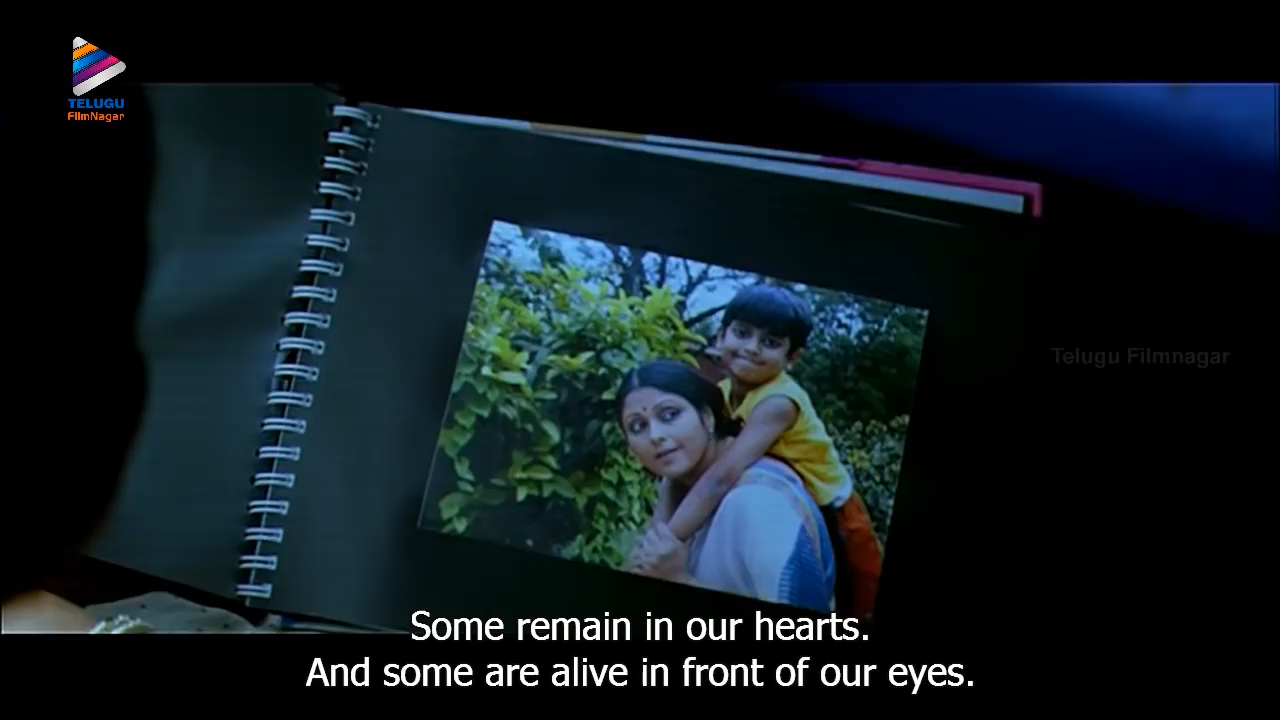 TELUGU
FilmNagar
Telugu Filmnagar
Some remain in our hearts.
And some are alive in front of our eyes.